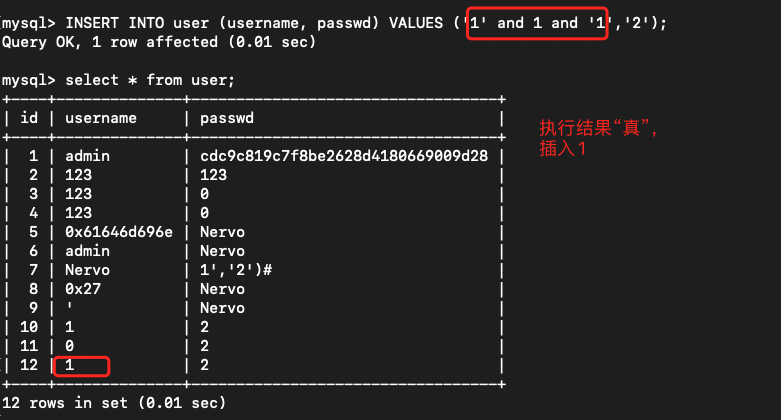 mysql> INSERT INTO user (username, passwd) VALUES ('1' and 1 and '1','2');
Query OK, 1 row affected (0.01 sec)
mysql> select * from user;
+----+--------------+----------------------------------+
| id | username     | passwd                           |
+----+--------------+----------------------------------+
|  1 | admin        | cdc9c819c7f8be2628d4180669009d28 |
|  2 | 123          | 123                              |
|  3 | 123          | 0                                |
|  4 | 123          | 0                                |
|  5 | 0x61646d696e | Nervo                            |
|  6 | admin        | Nervo                            |
|  7 | Nervo        | 1','2')#                         |
|  8 | 0x27         | Nervo                            |
|  9 | '            | Nervo                            |
| 10 | 1            | 2                                |
| 11 | 0            | 2                                |
| 12 | 1            | 2                                |
+----+--------------+----------------------------------+
12 rows in set (0.01 sec)
执行结果“真”，
插入1